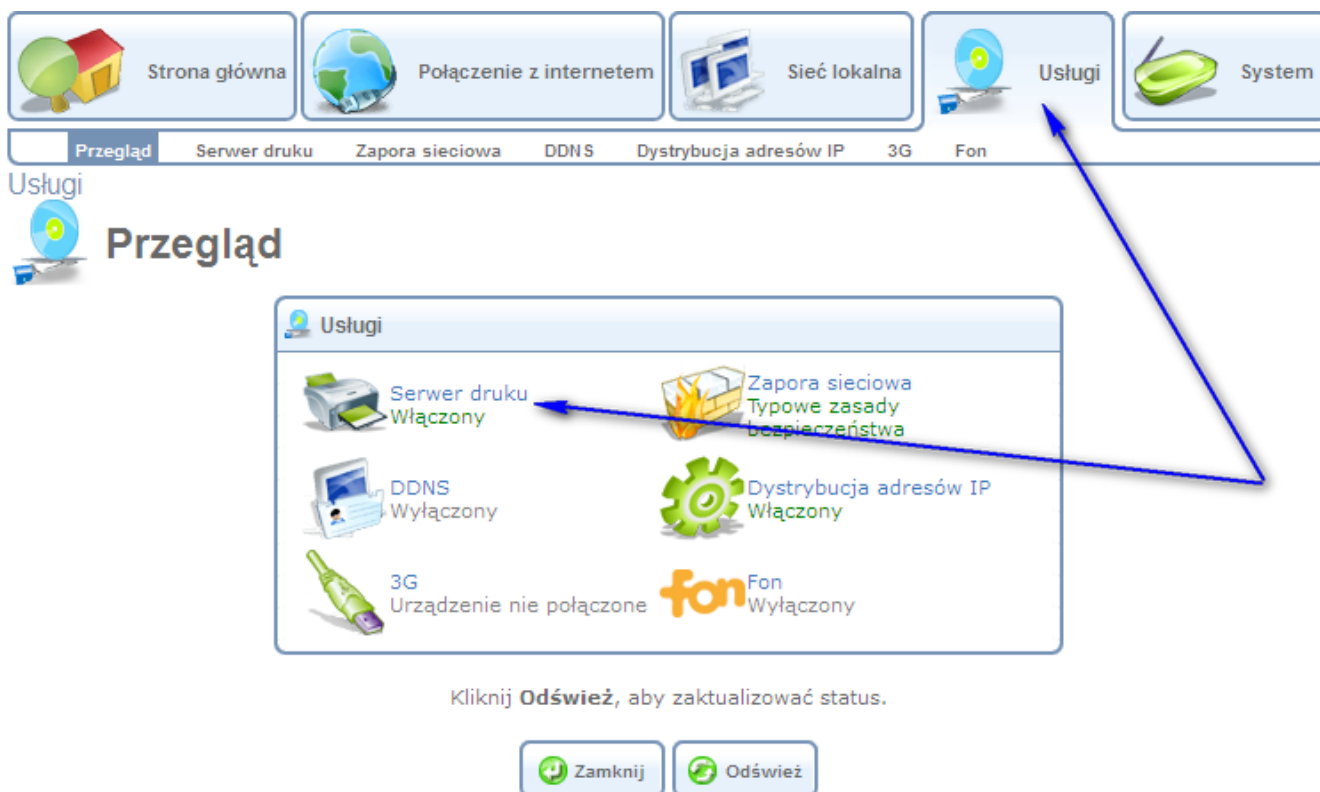 Strona główna
Połączenie z internetem
Sieć lokalna
Usługi
System
Przegląd
Serwer druku
Zapora sieciowa
DDNS
Dystrybucja adresów IP
3G
Fon
Usługi
Przegląd
Usługi
Serwer druku
Włączony
Zapora sieciowa
Typowe zasady
bezpieczeństwa
DDNS
Wyłączony
Dystrybucja adresów IP
Włączony
3G
Urządzenie nie połączone
fon
Fon
Wyłączony
Kliknij Odśwież, aby zaktualizować status.
Zamknij
Odśwież